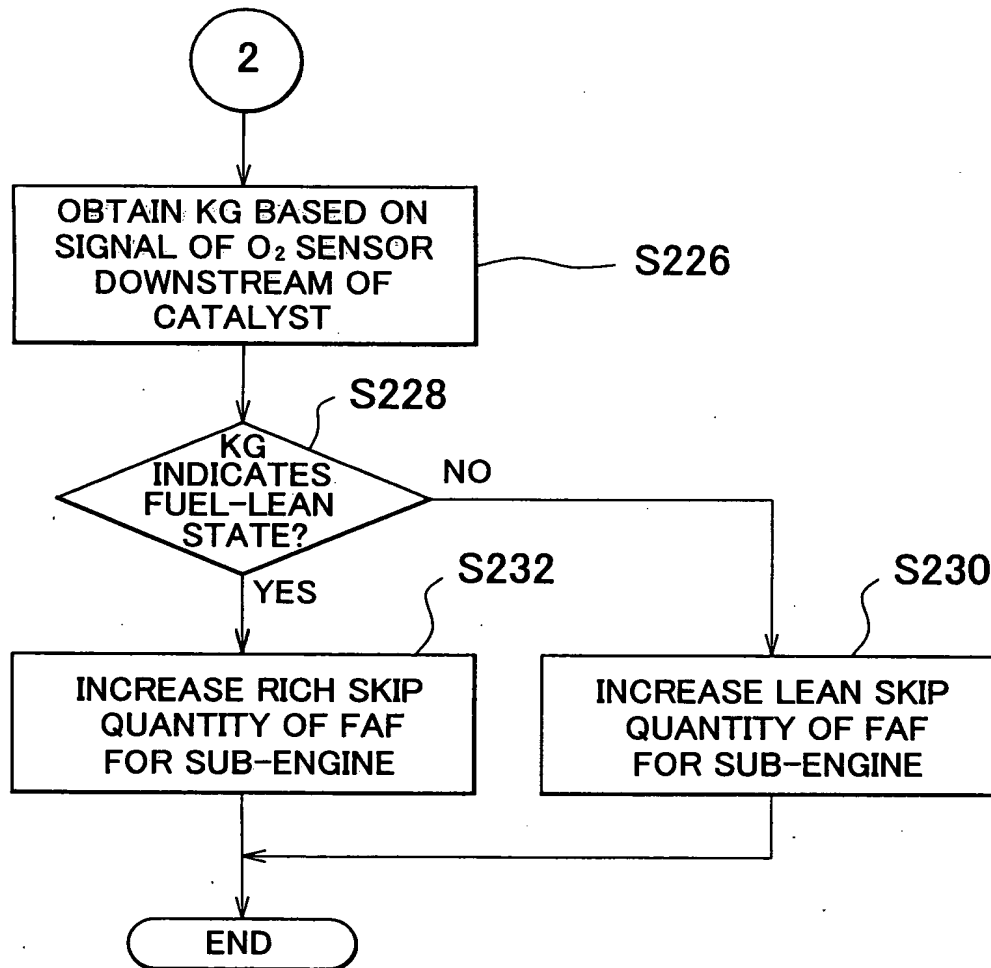 2
OBTAIN KG BASED ON
SIGNAL OF O₂ SENSOR
DOWNSTREAM OF
CATALYST
S226
S228
KG
INDICATES
FUEL-LEAN
STATE?
NO
YES
S232
S230
INCREASE RICH SKIP
QUANTITY OF FAF
FOR SUB-ENGINE
INCREASE LEAN SKIP
QUANTITY OF FAF
FOR SUB-ENGINE
END